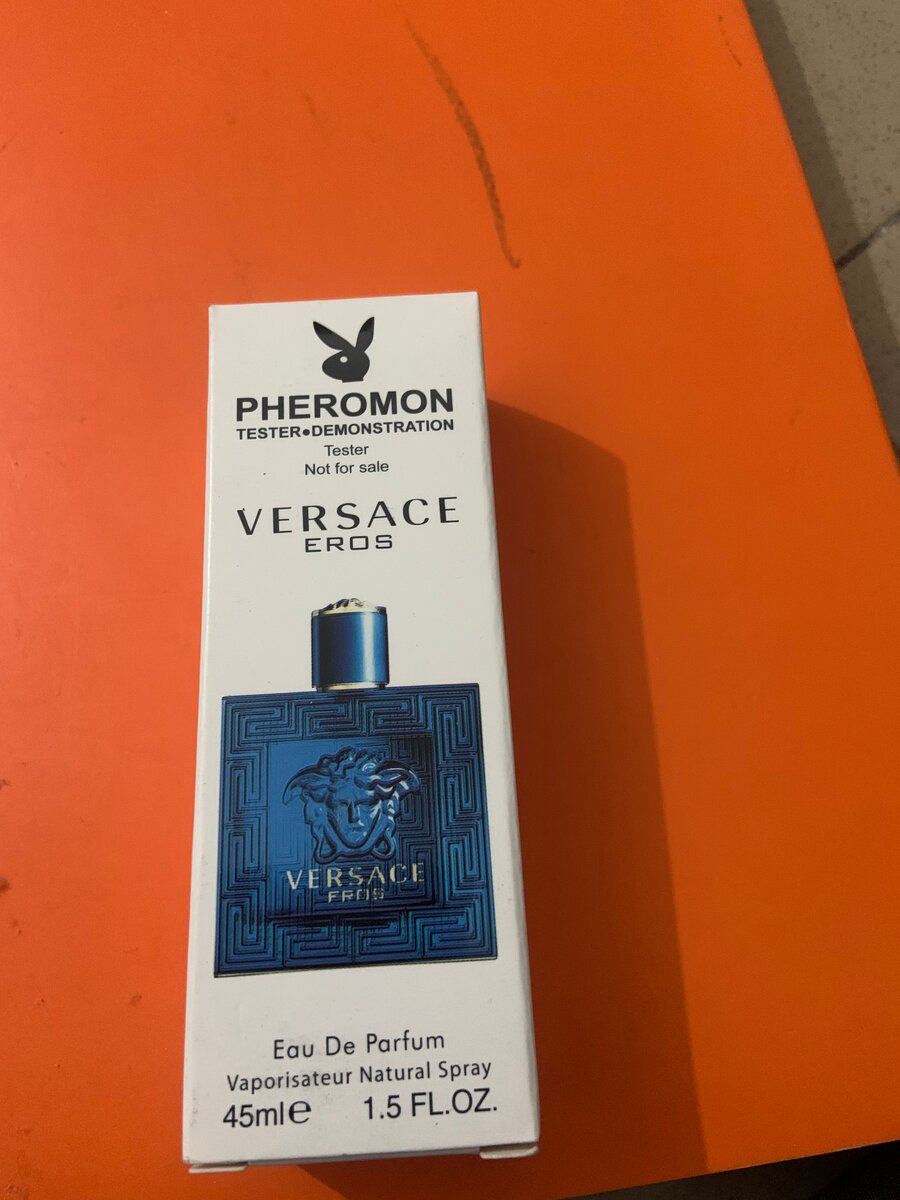 PHEROMON
TESTER●DEMONSTRATION
Tester
Not for sale
VERSACE
EROS
VERSACE
EROS
Eau De Parfum
Vaporisateur Natural Spray
45ml℮ 1.5 FL.OZ.